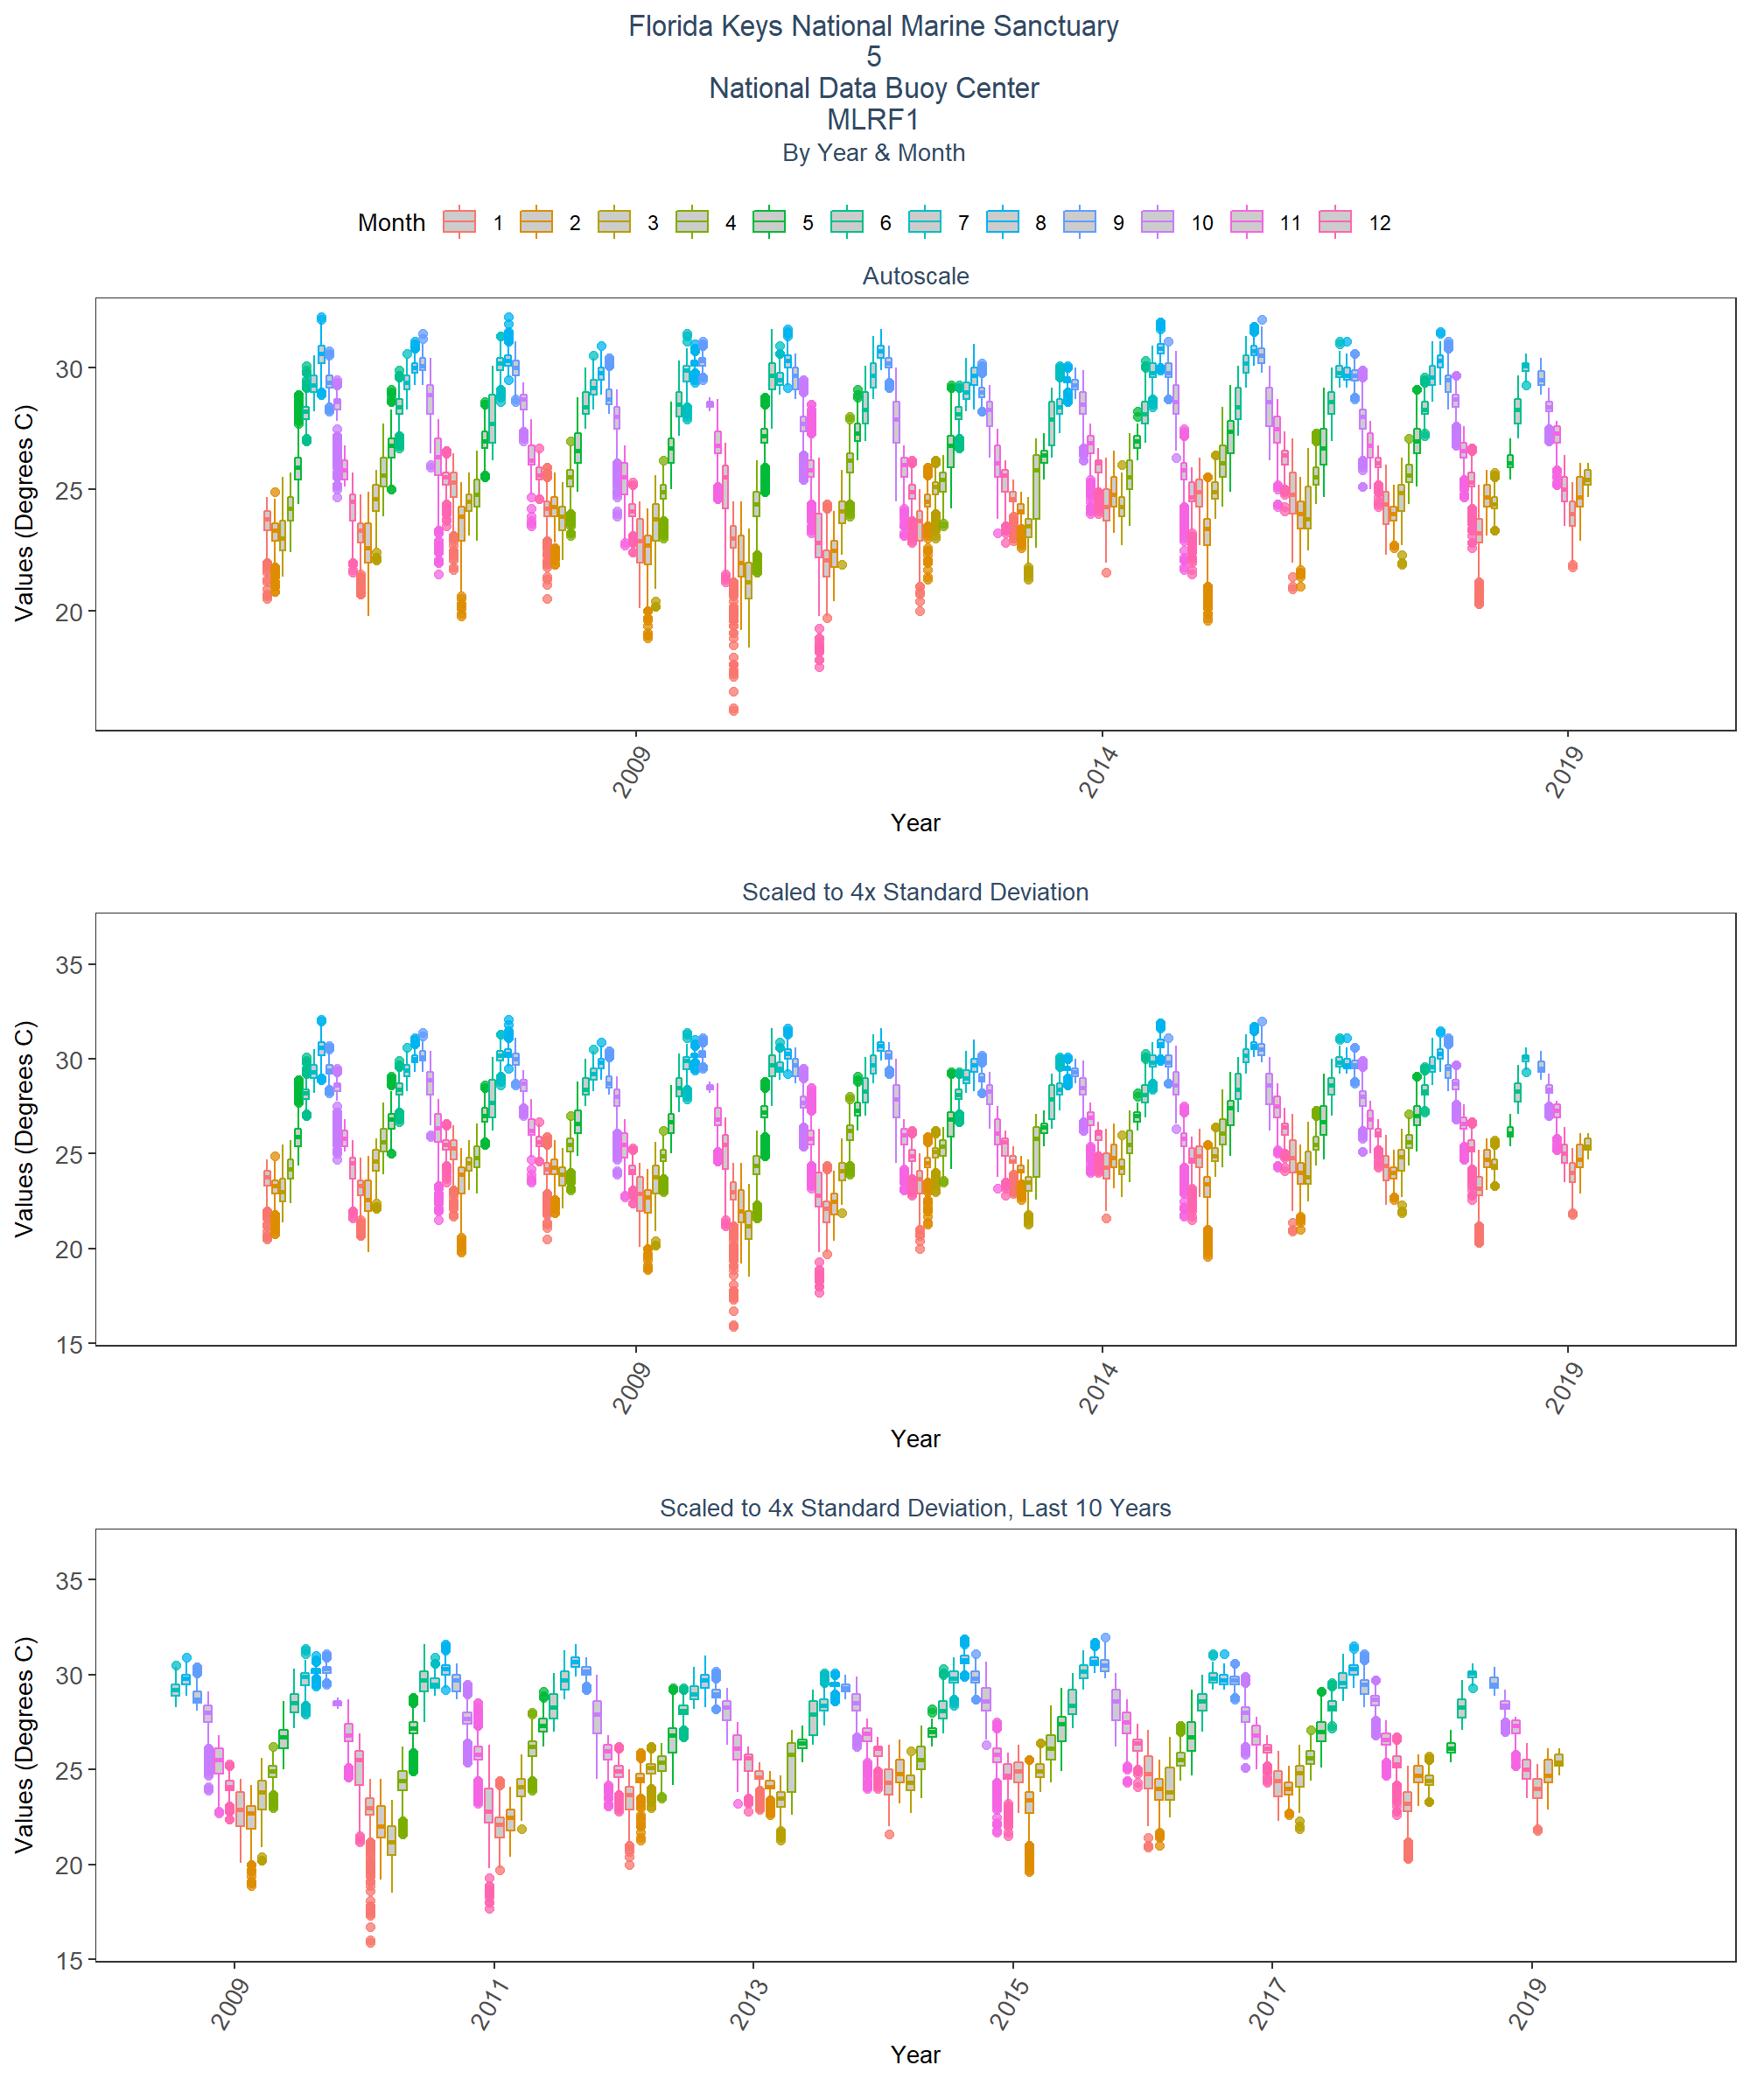 Florida Keys National Marine Sanctuary
5
National Data Buoy Center
MLRF1
By Year & Month
Month 1 2 3 4 5 6 7 8 9 10 11 12
Autoscale
Values (Degrees C)
30
25
20
2009 2014 2019
Year
Scaled to 4x Standard Deviation
Values (Degrees C)
35
30
25
20
15
2009 2014 2019
Year
Scaled to 4x Standard Deviation, Last 10 Years
Values (Degrees C)
35
30
25
20
15
2009 2011 2013 2015 2017 2019
Year